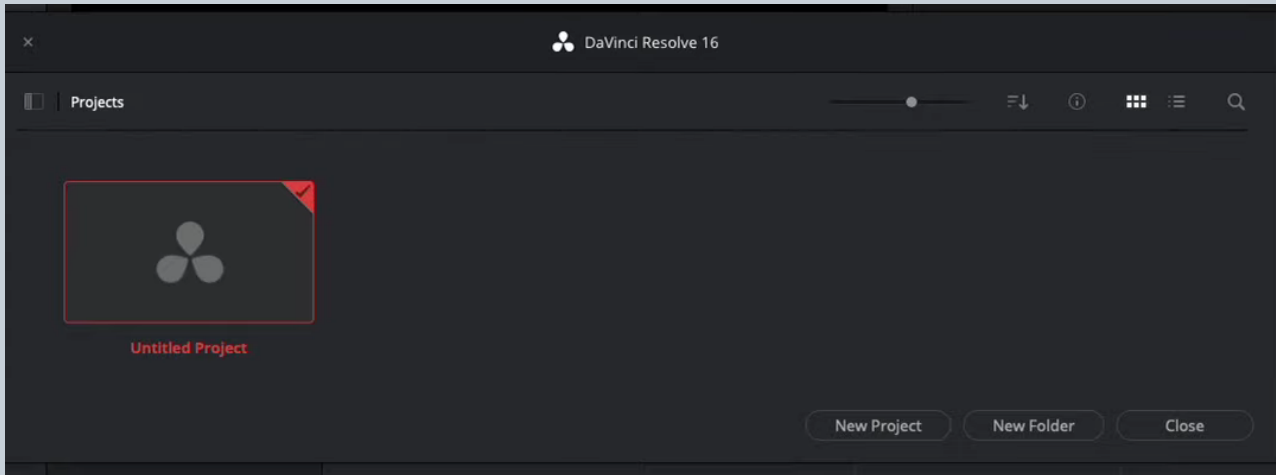 DaVinci Resolve 16
Projects
Untitled Project
New Project
New Folder
Close